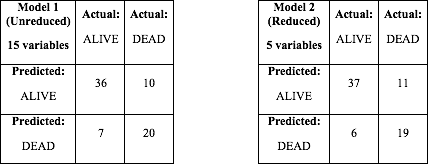 Model 1
(Unreduced)
15 variables
Actual:
ALIVE
Actual:
DEAD
Predicted:
ALIVE
36
10
Predicted:
DEAD
7
20
Model 2
(Reduced)
5 variables
Actual:
ALIVE
Actual:
DEAD
Predicted:
ALIVE
37
11
Predicted:
DEAD
6
19